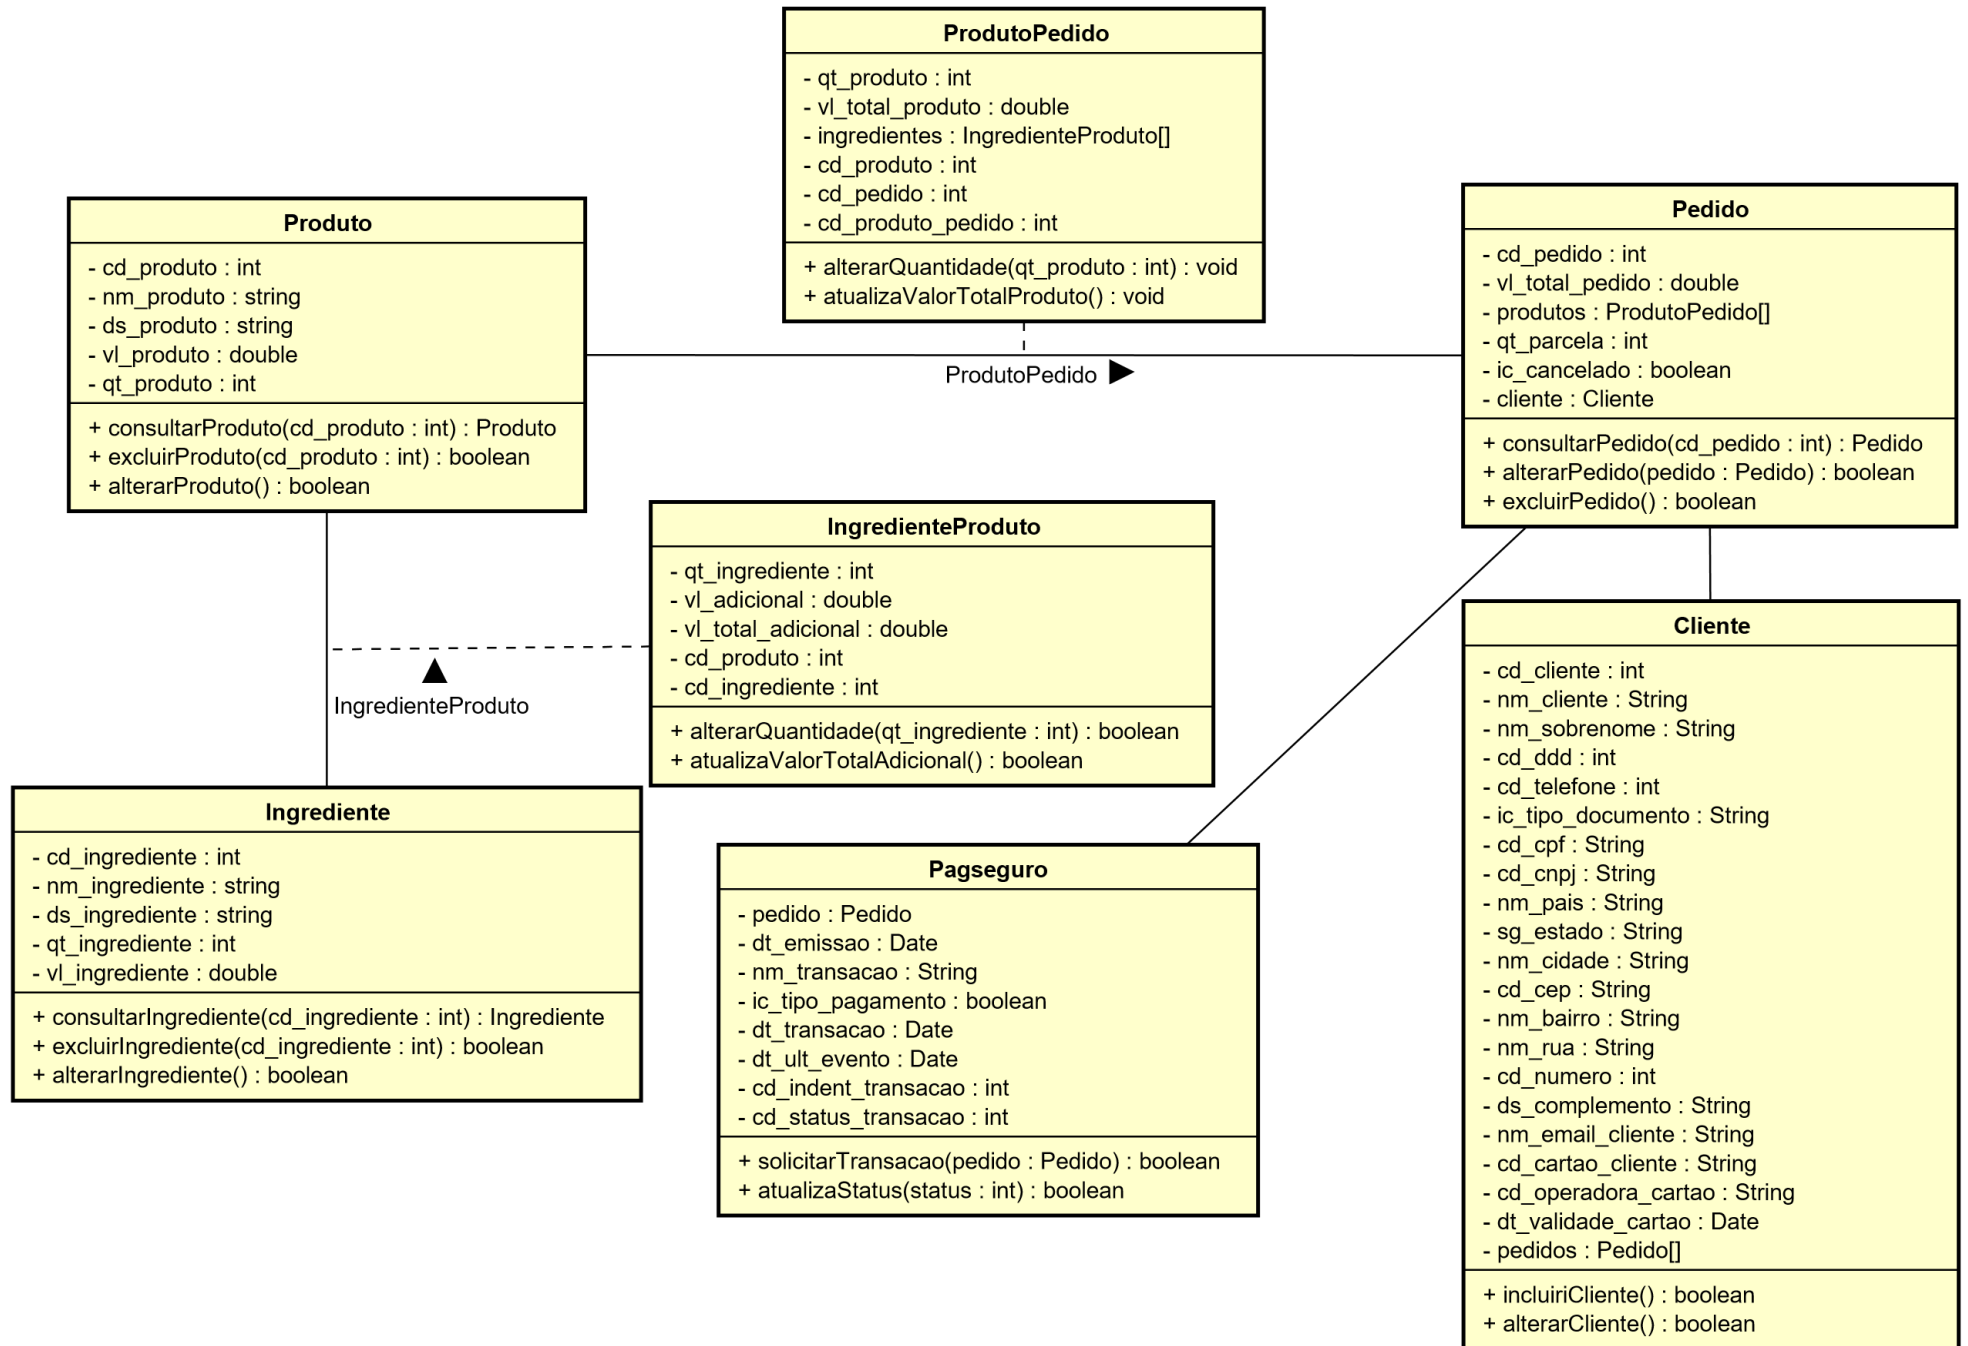 ProdutoPedido
- qt_produto : int
- vl_total_produto : double
- ingredientes : IngredienteProduto[]
- cd_produto : int
- cd_pedido : int
- cd_produto_pedido : int
+ alterarQuantidade(qt_produto : int) : void
+ atualizaValorTotalProduto() : void
Produto
- cd_produto : int
- nm_produto : string
- ds_produto : string
- vl_produto : double
- qt_produto : int
+ consultarProduto(cd_produto : int) : Produto
+ excluirProduto(cd_produto : int) : boolean
+ alterarProduto() : boolean
ProdutoPedido
Pedido
- cd_pedido : int
- vl_total_pedido : double
- produtos : ProdutoPedido[]
- qt_parcela : int
- ic_cancelado : boolean
- cliente : Cliente
+ consultarPedido(cd_pedido : int) : Pedido
+ alterarPedido(pedido : Pedido) : boolean
+ excluirPedido() : boolean
IngredienteProduto
- qt_ingrediente : int
- vl_adicional : double
- vl_total_adicional : double
- cd_produto : int
- cd_ingrediente : int
+ alterarQuantidade(qt_ingrediente : int) : boolean
+ atualizaValorTotalAdicional() : boolean
IngredienteProduto
Ingrediente
- cd_ingrediente : int
- nm_ingrediente : string
- ds_ingrediente : string
- qt_ingrediente : int
- vl_ingrediente : double
+ consultarIngrediente(cd_ingrediente : int) : Ingrediente
+ excluirIngrediente(cd_ingrediente : int) : boolean
+ alterarIngrediente() : boolean
Pagseguro
- pedido : Pedido
- dt_emissao : Date
- nm_transacao : String
- ic_tipo_pagamento : boolean
- dt_transacao : Date
- dt_ult_evento : Date
- cd_indent_transacao : int
- cd_status_transacao : int
+ solicitarTransacao(pedido : Pedido) : boolean
+ atualizaStatus(status : int) : boolean
Cliente
- cd_cliente : int
- nm_cliente : String
- nm_sobrenome : String
- cd_ddd : int
- cd_telefone : int
- ic_tipo_documento : String
- cd_cpf : String
- cd_cnpj : String
- nm_pais : String
- sg_estado : String
- nm_cidade : String
- cd_cep : String
- nm_bairro : String
- nm_rua : String
- cd_numero : int
- ds_complemento : String
- nm_email_cliente : String
- cd_cartao_cliente : String
- cd_operadora_cartao : String
- dt_validade_cartao : Date
- pedidos : Pedido[]
+ incluiriCliente() : boolean
+ alterarCliente() : boolean